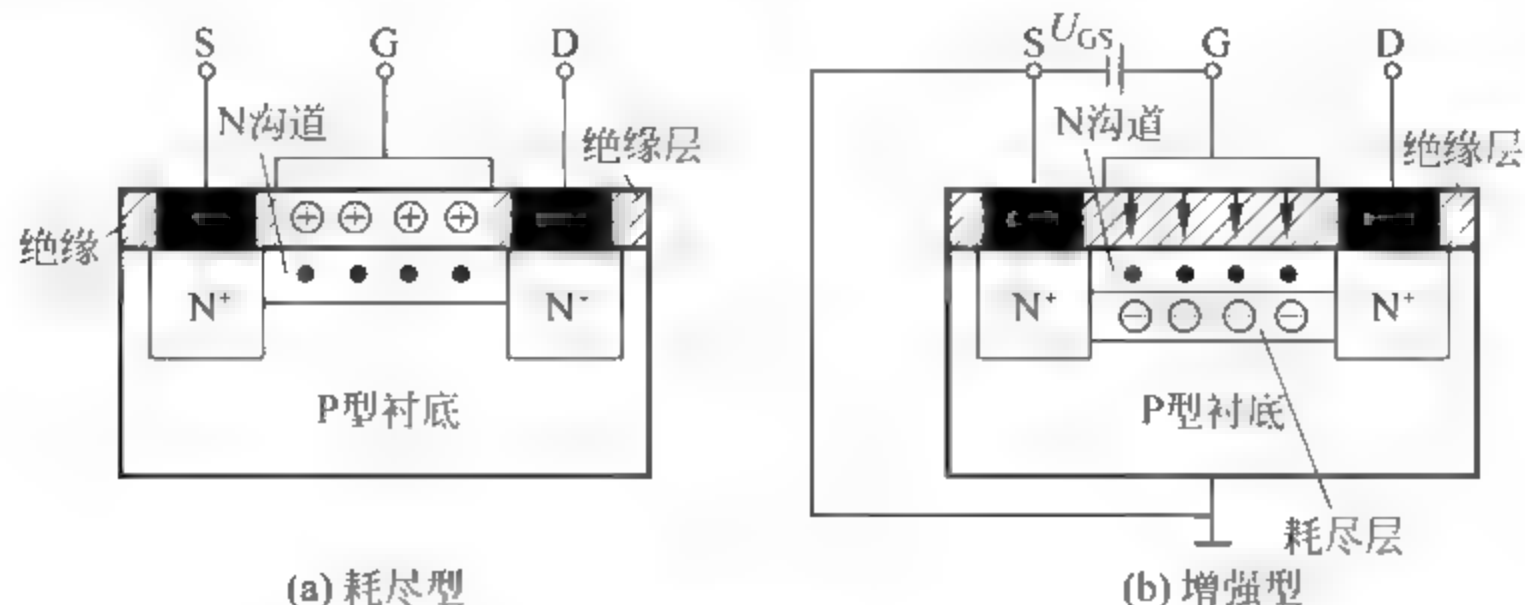 S
G
D
N沟道
绝缘层
绝缘
N⁺
N⁻
P型衬底
(a) 耗尽型
S
U_GS
G
D
N沟道
绝缘层
N⁺
N⁺
P型衬底
耗尽层
(b) 增强型